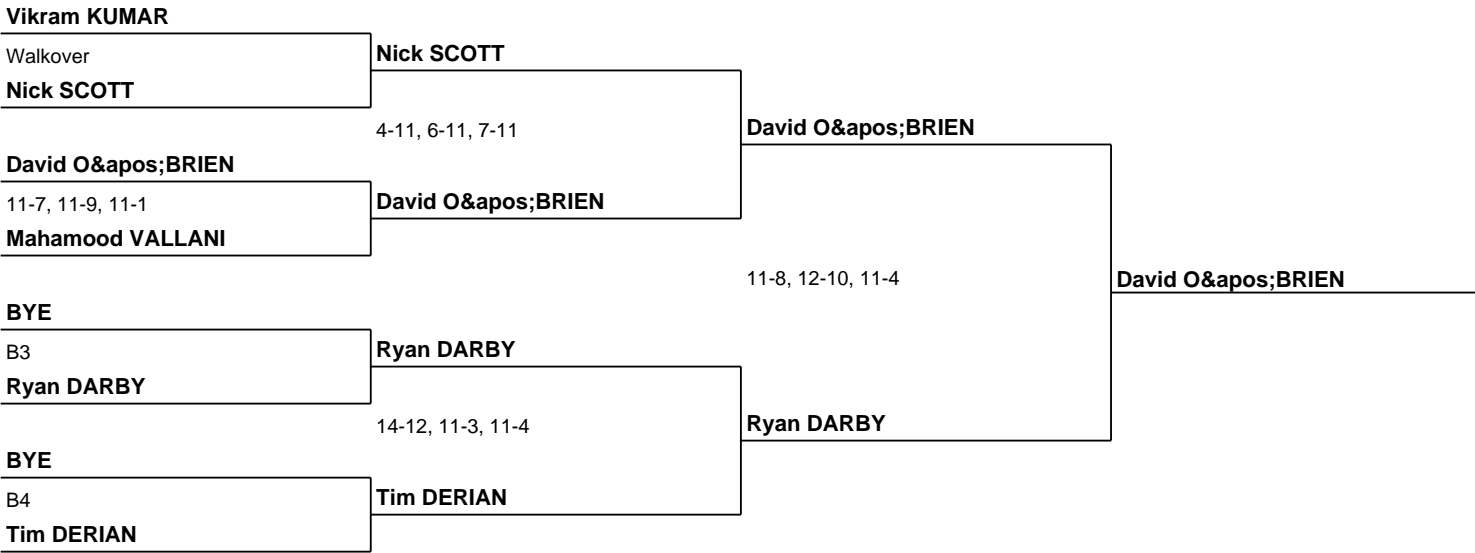 Vikram KUMAR
Walkover
Nick SCOTT
Nick SCOTT
4-11, 6-11, 7-11
David O&apos;BRIEN
David O&apos;BRIEN
11-7, 11-9, 11-1
David O&apos;BRIEN
Mahamood VALLANI
11-8, 12-10, 11-4
David O&apos;BRIEN
BYE
B3
Ryan DARBY
Ryan DARBY
14-12, 11-3, 11-4
Ryan DARBY
BYE
B4
Tim DERIAN
Tim DERIAN